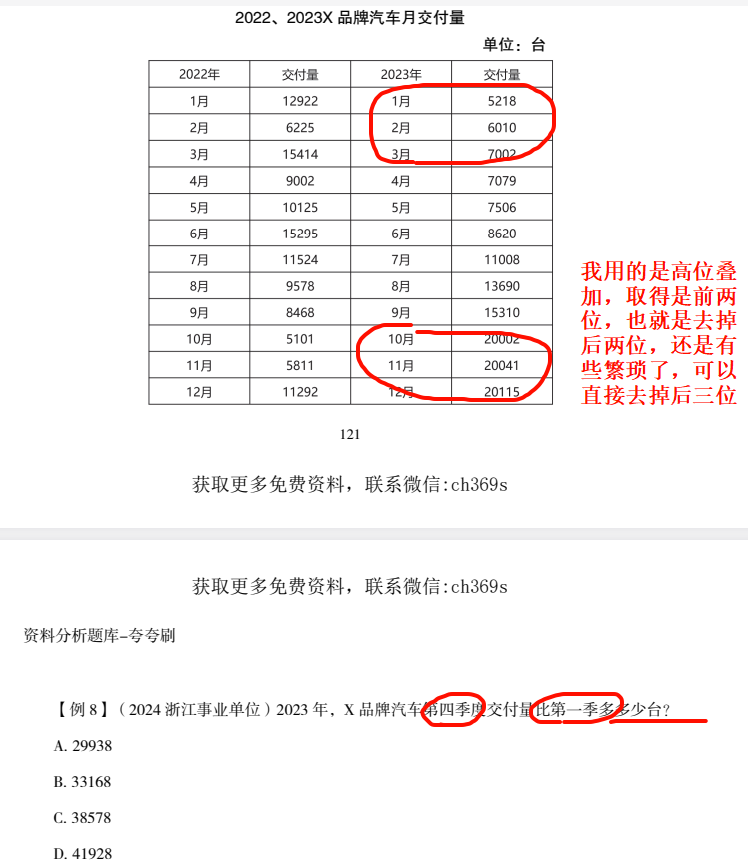 2022、2023X 品牌汽车月交付量
单位：台
2022年 交付量 2023年 交付量
1月 12922 1月 5218
2月 6225 2月 6010
3月 15414 3月 7002
4月 9002 4月 7079
5月 10125 5月 7506
6月 15295 6月 8620
7月 11524 7月 11008
8月 9578 8月 13690
9月 8468 9月 15310
10月 5101 10月 20002
11月 5811 11月 20041
12月 11292 12月 20115
我用的是高位叠
加，取得是前两
位，也就是去掉
后两位，还是有
些繁琐了，可以
直接去掉后三位
121
获取更多免费资料，联系微信:ch369s
获取更多免费资料，联系微信:ch369s
资料分析题库-夸夸刷
【例 8】（2024 浙江事业单位）2023 年，X 品牌汽车第四季度交付量比第一季多多少台?
A. 29938
B. 33168
C. 38578
D. 41928